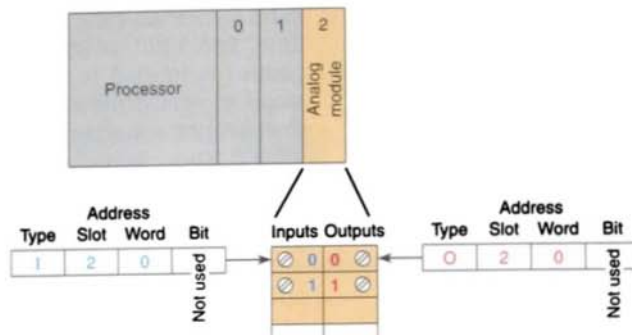 0 1 2
Processor
Analog
module
Address
Type Slot Word Bit
I 2 0 Not used
Inputs Outputs
0 0
1 1
Address
Type Slot Word Bit
O 2 0 Not used